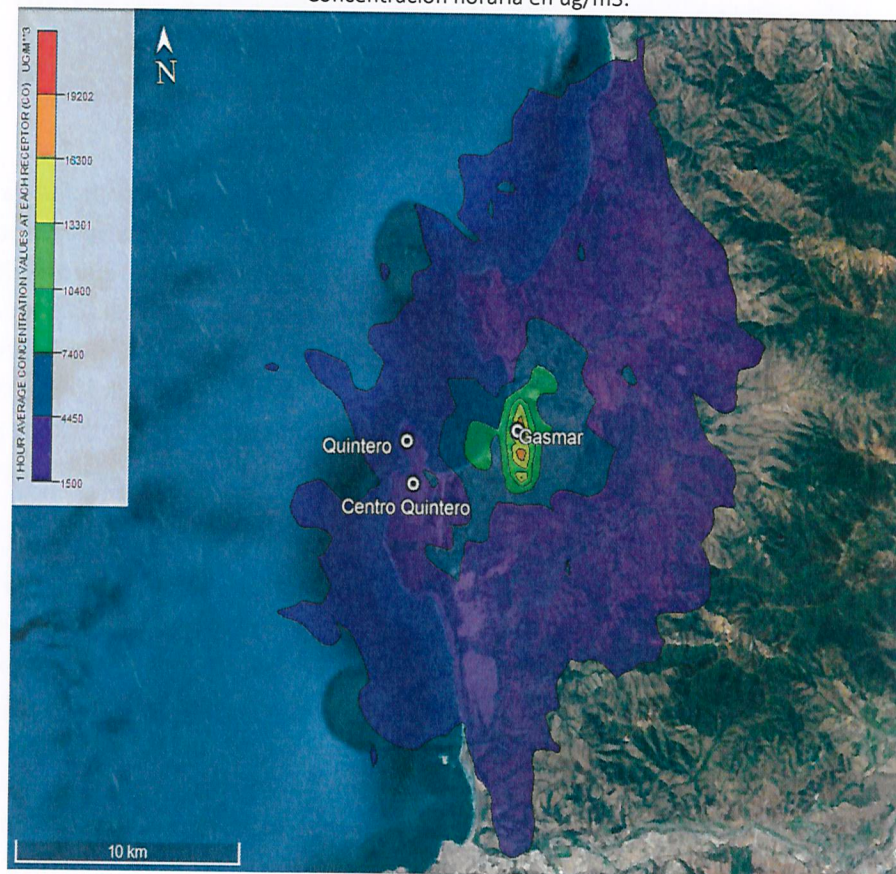 Concentración horaria en ug/m3.
1 HOUR AVERAGE CONCENTRATION VALUES AT EACH RECEPTOR (CO) UG/M**3
19202
16300
13301
10400
7400
4450
1500
N
Quintero
Gasmar
Centro Quintero
10 km